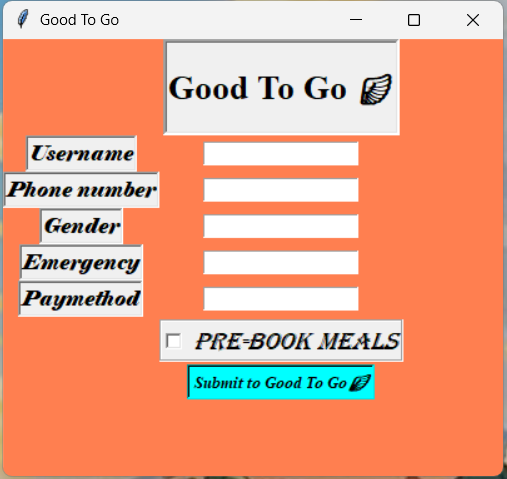 Good To Go
Good To Go 🪽
Username
Phone number
Gender
Emergency
Paymethod
PRE-BOOK MEALS
Submit to Good To Go🪽